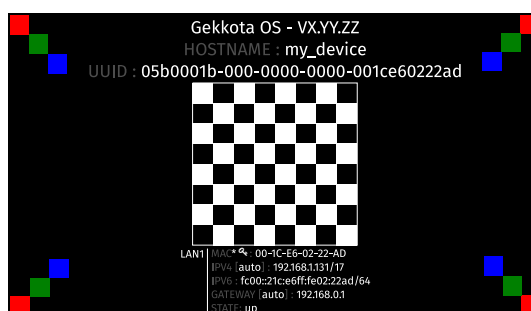 Gekkota OS - VX.YY.ZZ
HOSTNAME : my_device
UUID : 05b0001b-000-0000-0000-001ce60222ad
LAN1 MAC* : 00-1C-E6-02-22-AD
IPV4 [auto] : 192.168.1.131/17
IPV6 : fc00::21c:e6ff:fe02:22ad/64
GATEWAY [auto] : 192.168.0.1
STATE: up